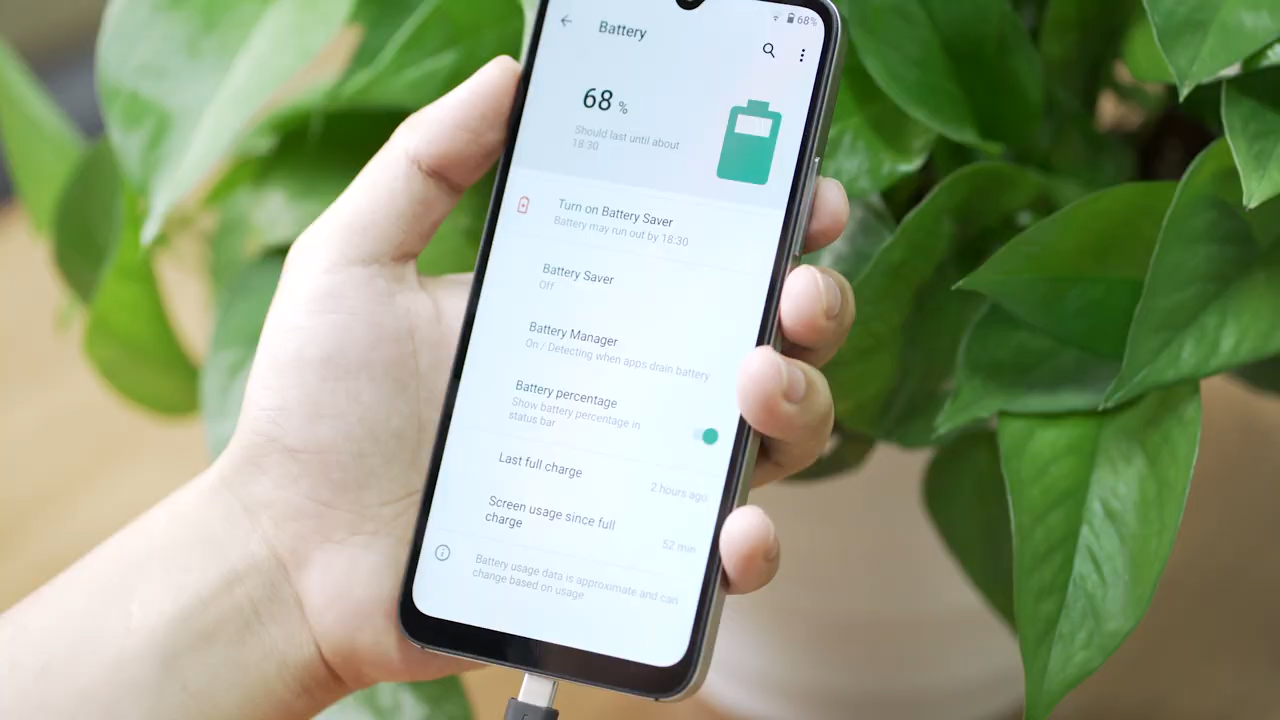 68%
Battery
68 %
Should last until about
18:30
Turn on Battery Saver
Battery may run out by 18:30
Battery Saver
Off
Battery Manager
On / Detecting when apps drain battery
Battery percentage
Show battery percentage in
status bar
Last full charge
2 hours ago
Screen usage since full
charge
52 min
Battery usage data is approximate and can
change based on usage